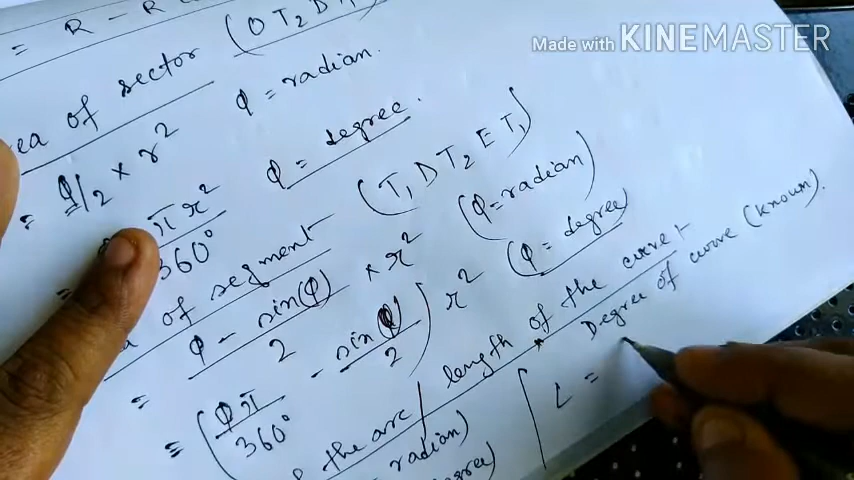 Made with KINEMASTER
= R - R
(O T2 D T1)
ea of sector
= φ/2 × r² φ = radian.
πr² / 360° φ = degree.
of segment (T1 D T2 E T1)
= φ - sin(φ) / 2 × r² (φ = radian)
= (φπ / 360° - sin(φ) / 2) r² (φ = degree)
the arc / length of the curve :-
radian)
degree)
Degree of curve (known).
L =